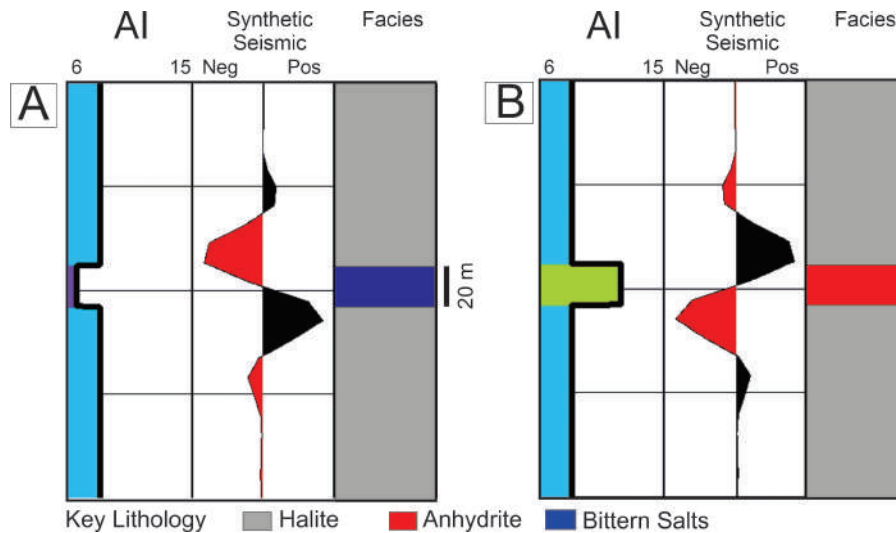 AI Synthetic Seismic Facies
6 15 Neg Pos
A
AI Synthetic Seismic Facies
6 15 Neg Pos
B
20 m
Key Lithology Halite Anhydrite Bittern Salts